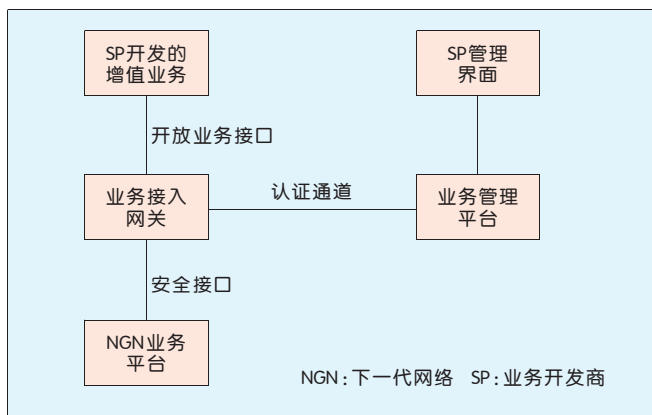 SP开发的
增值业务
SP管理
界面
开放业务接口
业务接入
网关
认证通道
业务管理
平台
安全接口
NGN业务
平台
NGN:下一代网络 SP:业务开发商